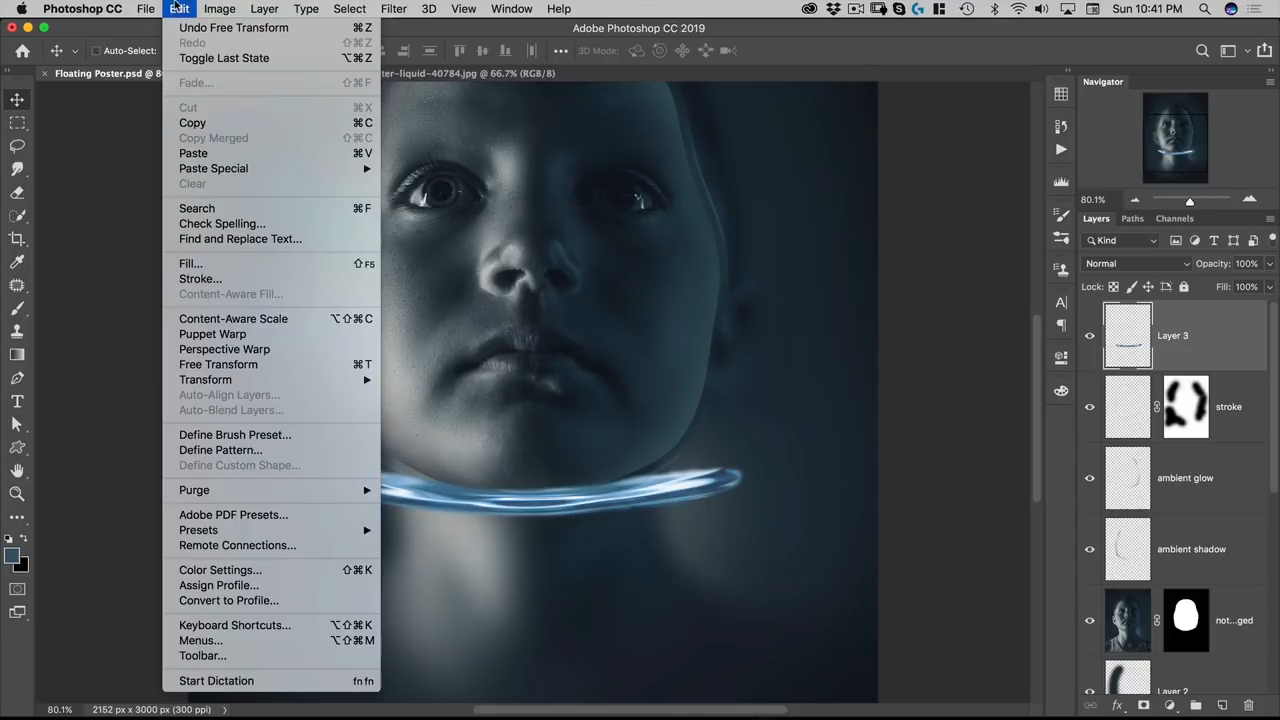 Photoshop CC File Edit Image Layer Type Select Filter 3D View Window Help Sun 10:41 PM
Adobe Photoshop CC 2019
Auto-Select: 3D Mode:
Floating Poster.psd @ 8 ter-liquid-40784.jpg @ 66.7% (RGB/8)
Undo Free Transform ⌘Z
Redo ⇧⌘Z
Toggle Last State ⌥⌘Z
Fade... ⇧⌘F
Cut ⌘X
Copy ⌘C
Copy Merged ⇧⌘C
Paste ⌘V
Paste Special
Clear
Search ⌘F
Check Spelling...
Find and Replace Text...
Fill... ⇧F5
Stroke...
Content-Aware Fill...
Content-Aware Scale ⌥⇧⌘C
Puppet Warp
Perspective Warp
Free Transform ⌘T
Transform
Auto-Align Layers...
Auto-Blend Layers...
Define Brush Preset...
Define Pattern...
Define Custom Shape...
Purge
Adobe PDF Presets...
Presets
Remote Connections...
Color Settings... ⇧⌘K
Assign Profile...
Convert to Profile...
Keyboard Shortcuts... ⌥⇧⌘K
Menus... ⌥⇧⌘M
Toolbar...
Start Dictation fn fn
Navigator
80.1%
Layers Paths Channels
Kind
Normal Opacity: 100%
Lock: Fill: 100%
Layer 3
stroke
ambient glow
ambient shadow
not...ged
Layer 2
fx
80.1% 2152 px x 3000 px (300 ppi)